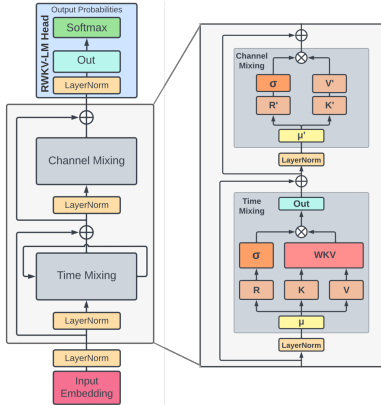 Output Probabilities
Softmax
Out
LayerNorm
RWKV-LM Head
Channel Mixing
LayerNorm
Time Mixing
LayerNorm
LayerNorm
Input
Embedding
Channel
Mixing
σ
V'
R'
K'
μ'
LayerNorm
Time
Mixing
Out
σ
WKV
R
K
V
μ
LayerNorm